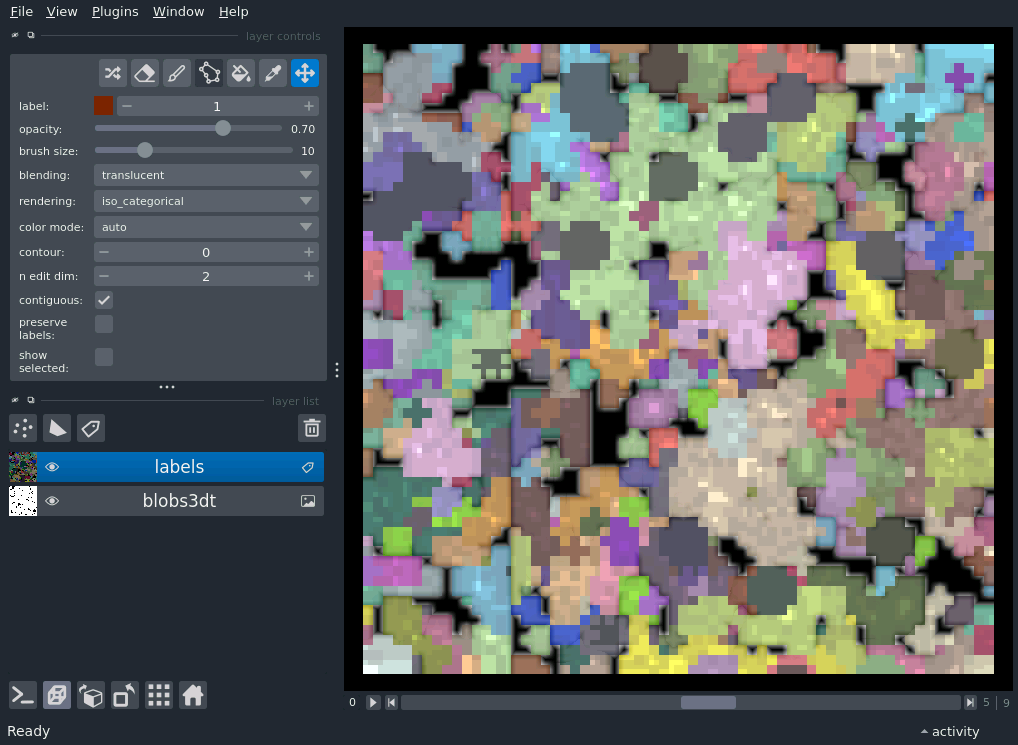 File View Plugins Window Help
layer controls
label: 1
opacity: 0.70
brush size: 10
blending: translucent
rendering: iso_categorical
color mode: auto
contour: 0
n edit dim: 2
contiguous:
preserve
labels:
show
selected:
layer list
labels
blobs3dt
0 5 | 9
Ready activity